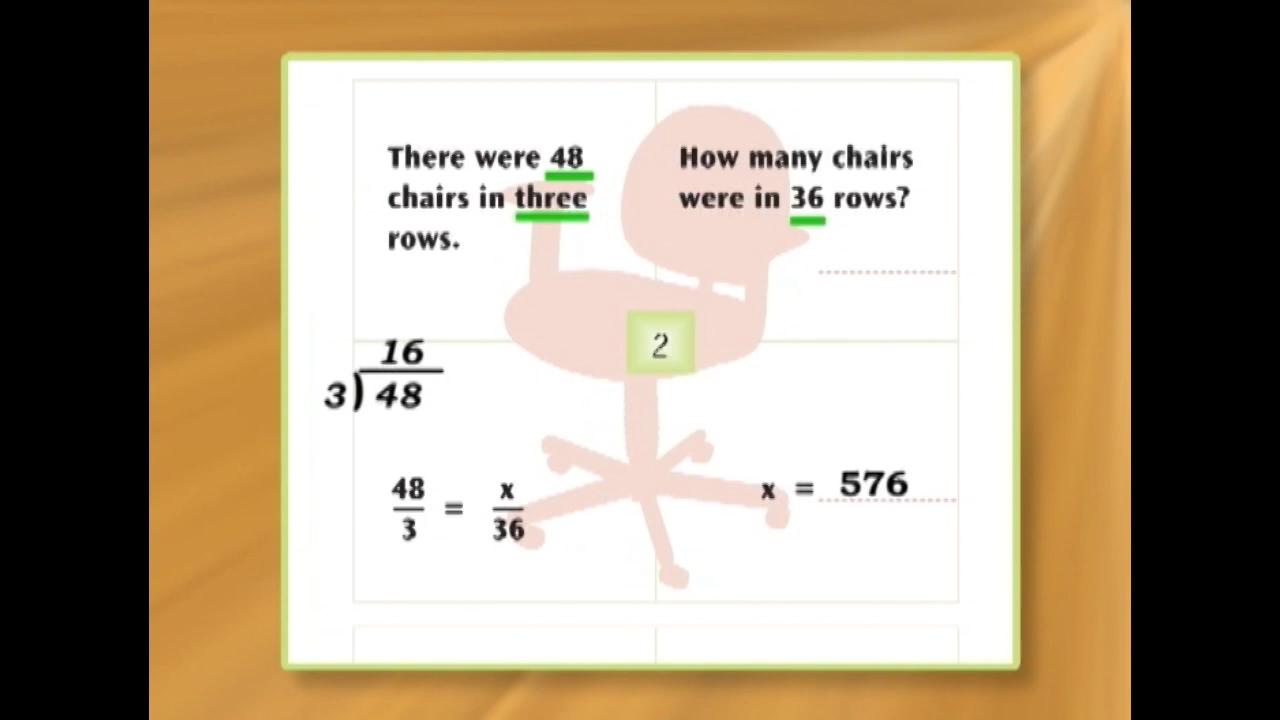 There were 48
chairs in three
rows.
How many chairs
were in 36 rows?
2
16
3)48
48/3 = x/36
x = 576